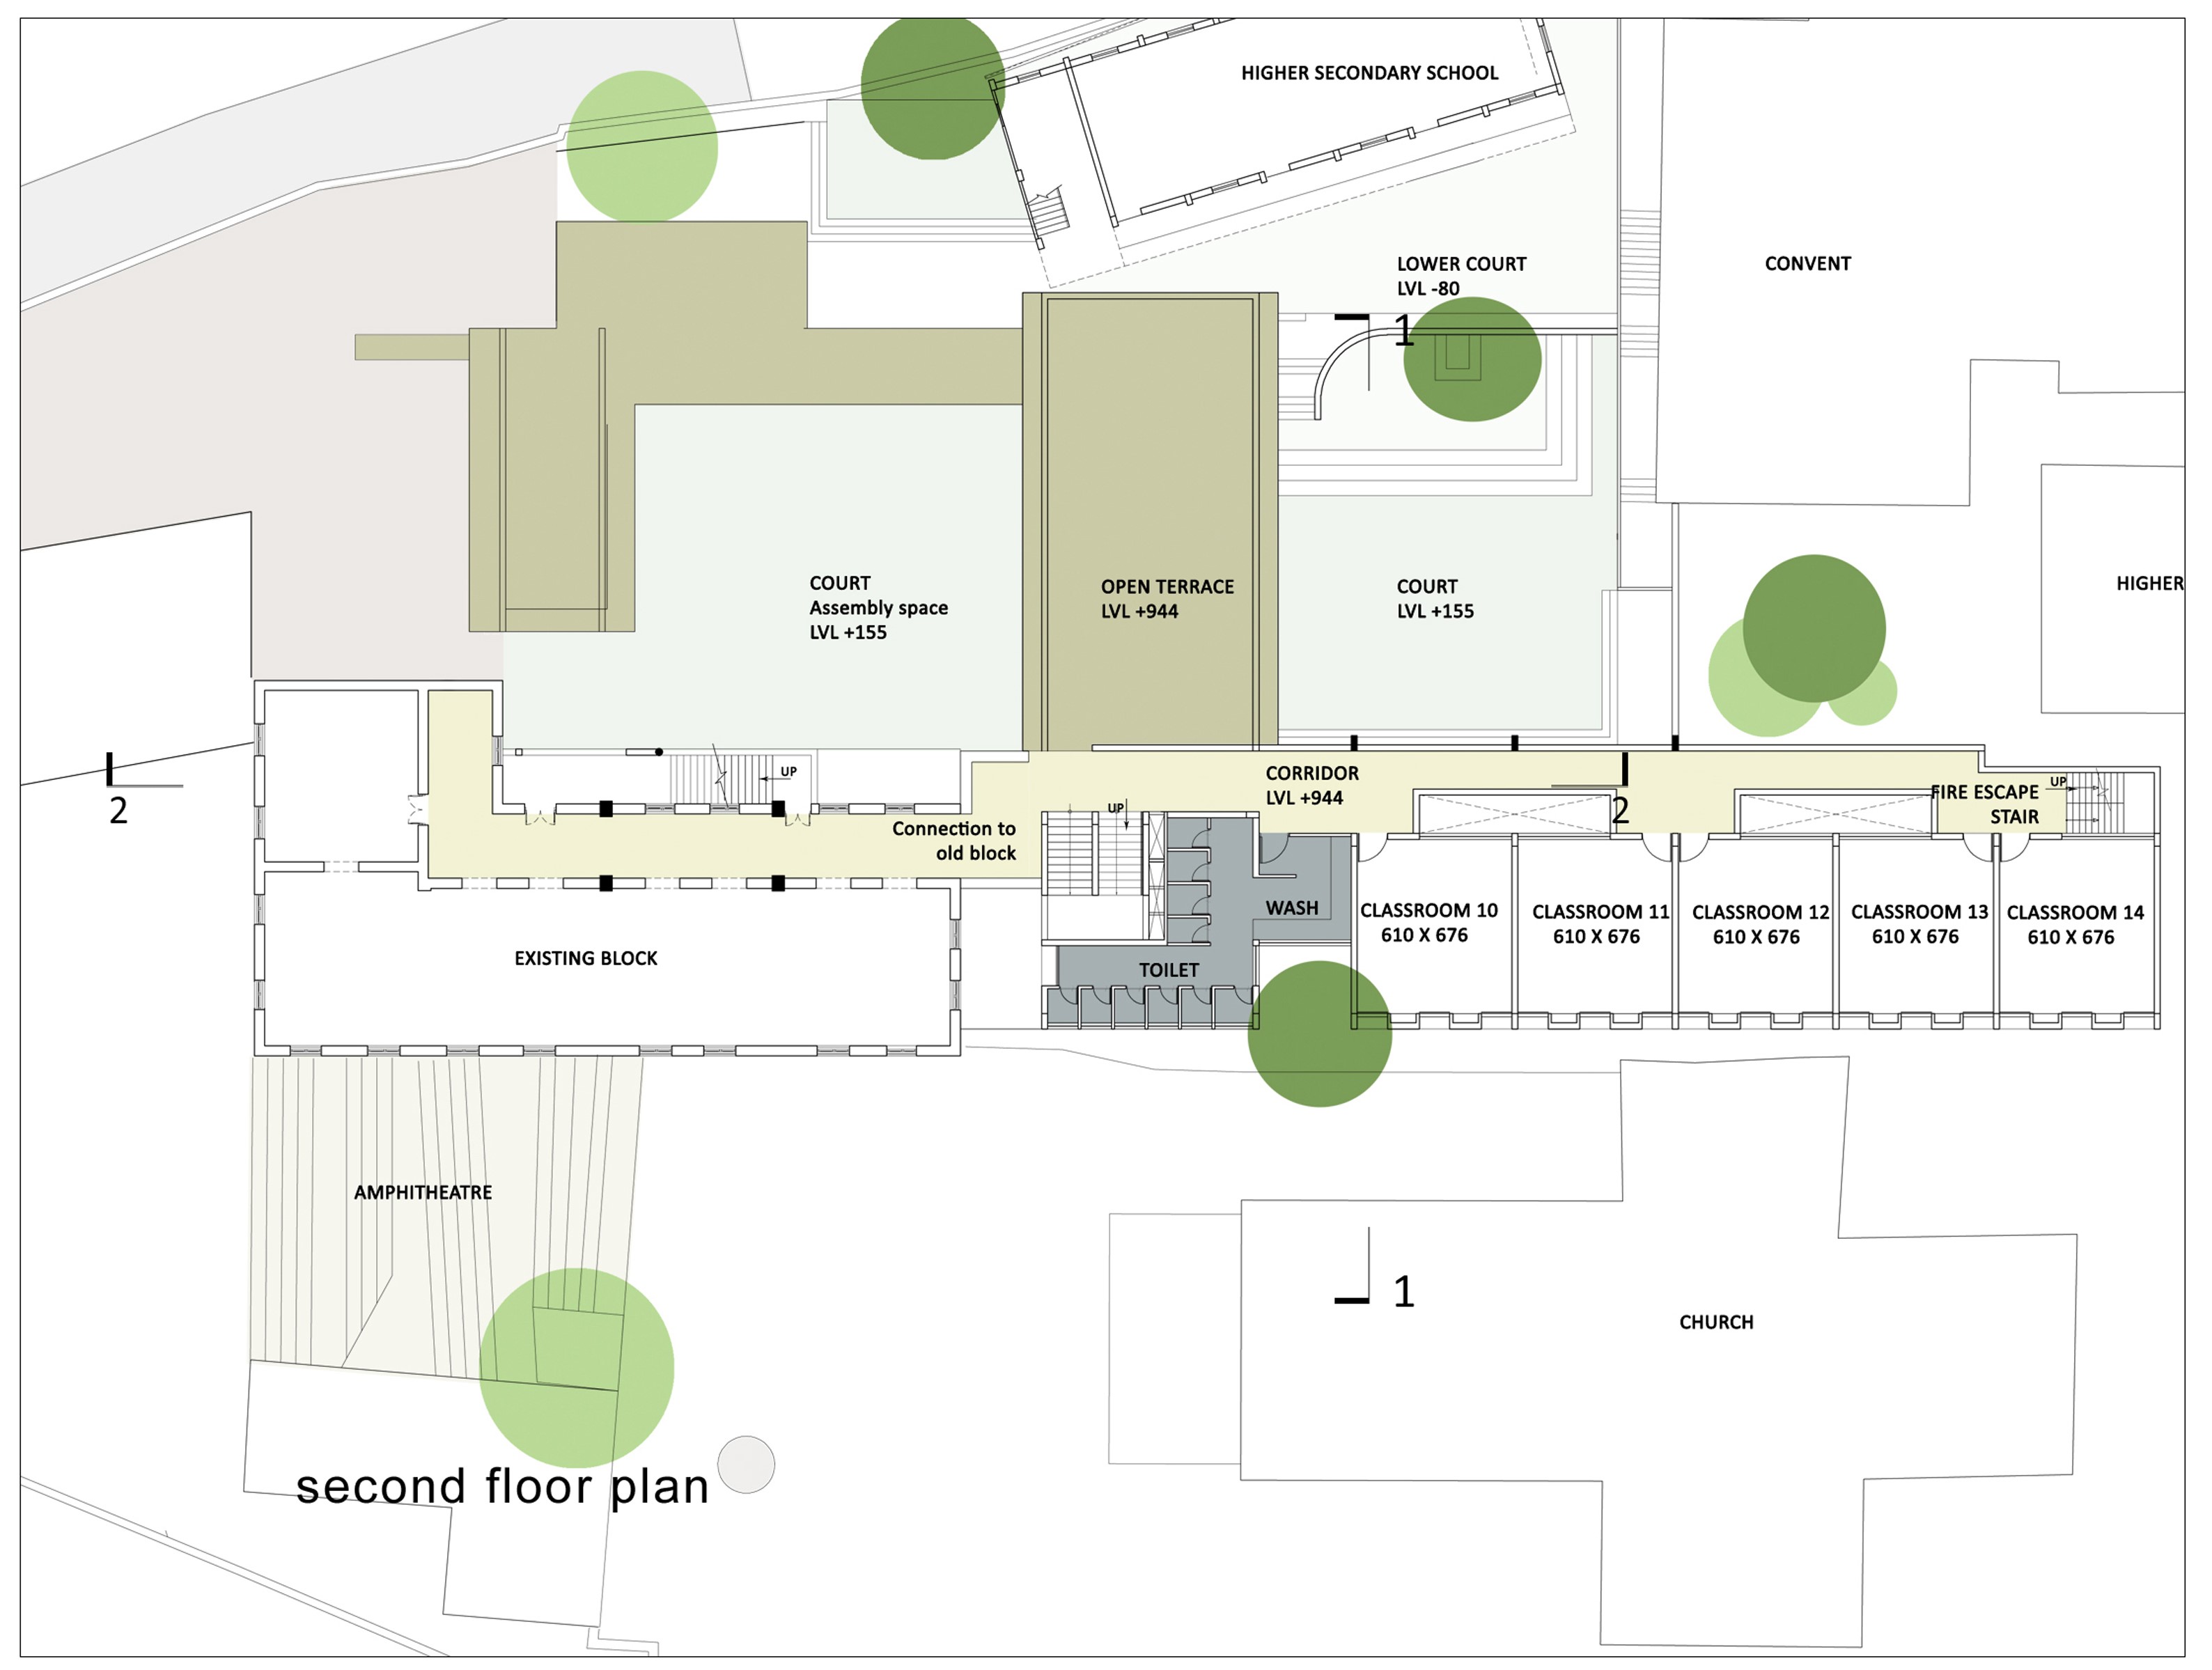 HIGHER SECONDARY SCHOOL
LOWER COURT
LVL -80
CONVENT
1
COURT
Assembly space
LVL +155
OPEN TERRACE
LVL +944
COURT
LVL +155
HIGHER
UP
CORRIDOR
LVL +944
2
2
UP
UP
FIRE ESCAPE
STAIR
Connection to
old block
WASH
CLASSROOM 10
610 X 676
CLASSROOM 11
610 X 676
CLASSROOM 12
610 X 676
CLASSROOM 13
610 X 676
CLASSROOM 14
610 X 676
EXISTING BLOCK
TOILET
AMPHITHEATRE
1
CHURCH
second floor plan